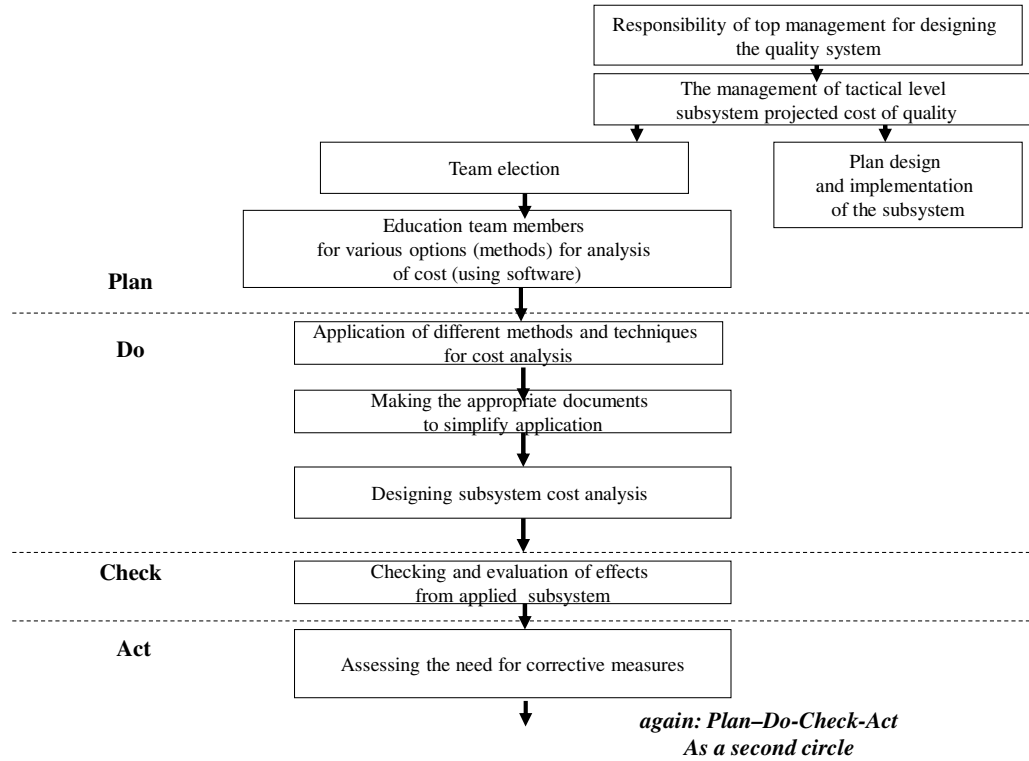 Responsibility of top management for designing
the quality system
The management of tactical level
subsystem projected cost of quality
Team election
Plan design
and implementation
of the subsystem
Education team members
for various options (methods) for analysis
of cost (using software)
Plan
Do
Application of different methods and techniques
for cost analysis
Making the appropriate documents
to simplify application
Designing subsystem cost analysis
Check
Checking and evaluation of effects
from applied subsystem
Act
Assessing the need for corrective measures
again: Plan–Do-Check-Act
As a second circle